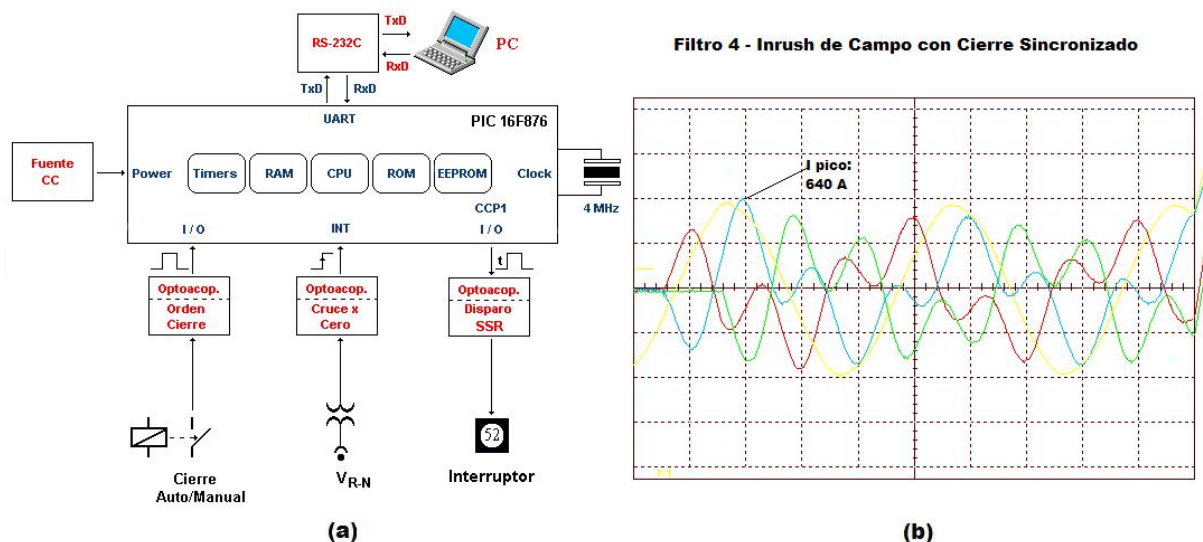 TxD
RS-232C
RxD
PC
TxD
RxD
UART
PIC 16F876
Fuente
CC
Power
Timers
RAM
CPU
ROM
EEPROM
Clock
CCP1
4 MHz
I / O
INT
I / O
t
Optoacop.
Orden
Cierre
Optoacop.
Cruce x
Cero
Optoacop.
Disparo
SSR
52
Cierre
Auto/Manual
VR-N
Interruptor
(a)
Filtro 4 - Inrush de Campo con Cierre Sincronizado
I pico:
640 A
(b)